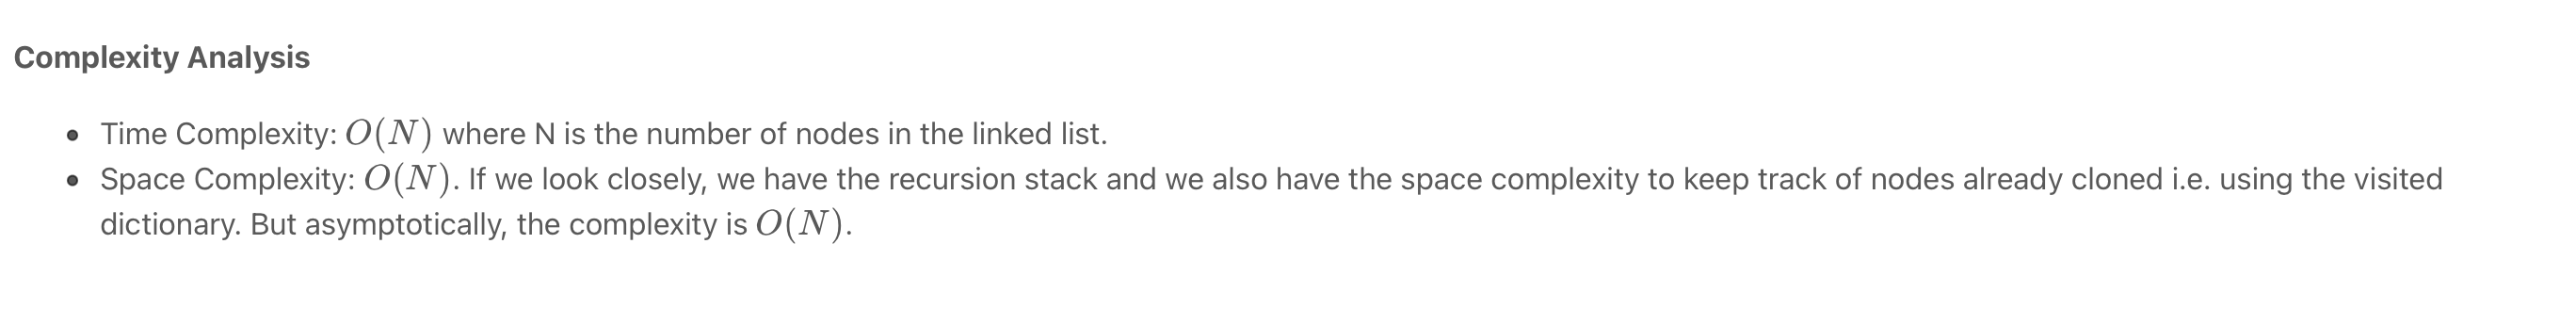 Complexity Analysis
• Time Complexity: O(N) where N is the number of nodes in the linked list.
• Space Complexity: O(N). If we look closely, we have the recursion stack and we also have the space complexity to keep track of nodes already cloned i.e. using the visited
dictionary. But asymptotically, the complexity is O(N).